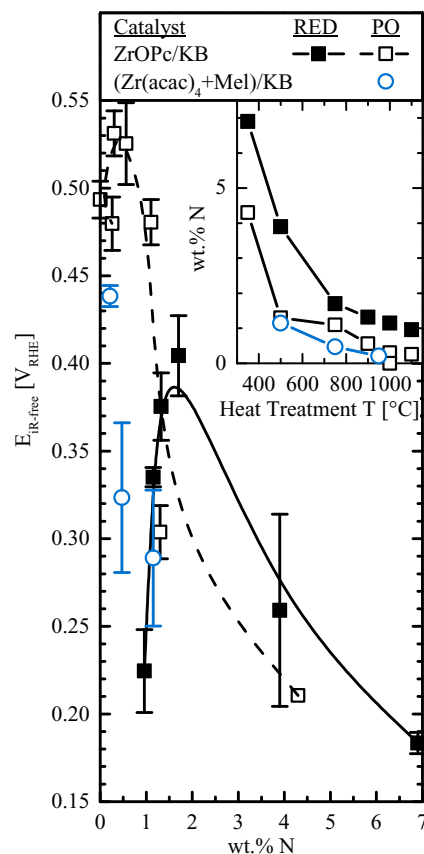 Catalyst RED PO
ZrOPc/KB
(Zr(acac)4+Mel)/KB
0.55
0.50
0.45
0.40
0.35
0.30
0.25
0.20
0.15
E_iR-free [V_RHE]
0 1 2 3 4 5 6 7
wt.% N
wt.% N
5
0
400 600 800 1000
Heat Treatment T [°C]